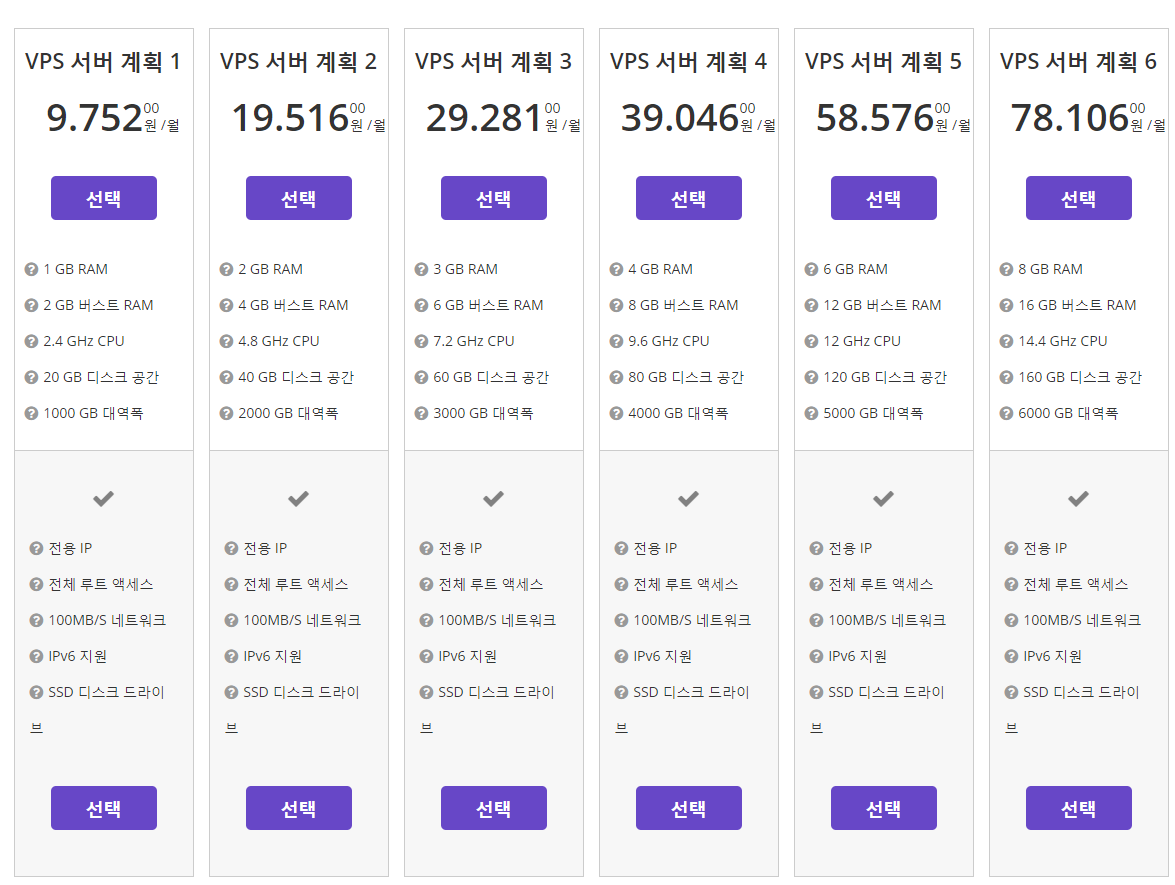 VPS 서버 계획 1
9.752
00
원 /월
선택
1 GB RAM
2 GB 버스트 RAM
2.4 GHz CPU
20 GB 디스크 공간
1000 GB 대역폭
전용 IP
전체 루트 액세스
100MB/S 네트워크
IPv6 지원
SSD 디스크 드라이
브
선택
VPS 서버 계획 2
19.516
00
원 /월
선택
2 GB RAM
4 GB 버스트 RAM
4.8 GHz CPU
40 GB 디스크 공간
2000 GB 대역폭
전용 IP
전체 루트 액세스
100MB/S 네트워크
IPv6 지원
SSD 디스크 드라이
브
선택
VPS 서버 계획 3
29.281
00
원 /월
선택
3 GB RAM
6 GB 버스트 RAM
7.2 GHz CPU
60 GB 디스크 공간
3000 GB 대역폭
전용 IP
전체 루트 액세스
100MB/S 네트워크
IPv6 지원
SSD 디스크 드라이
브
선택
VPS 서버 계획 4
39.046
00
원 /월
선택
4 GB RAM
8 GB 버스트 RAM
9.6 GHz CPU
80 GB 디스크 공간
4000 GB 대역폭
전용 IP
전체 루트 액세스
100MB/S 네트워크
IPv6 지원
SSD 디스크 드라이
브
선택
VPS 서버 계획 5
58.576
00
원 /월
선택
6 GB RAM
12 GB 버스트 RAM
12 GHz CPU
120 GB 디스크 공간
5000 GB 대역폭
전용 IP
전체 루트 액세스
100MB/S 네트워크
IPv6 지원
SSD 디스크 드라이
브
선택
VPS 서버 계획 6
78.106
00
원 /월
선택
8 GB RAM
16 GB 버스트 RAM
14.4 GHz CPU
160 GB 디스크 공간
6000 GB 대역폭
전용 IP
전체 루트 액세스
100MB/S 네트워크
IPv6 지원
SSD 디스크 드라이
브
선택